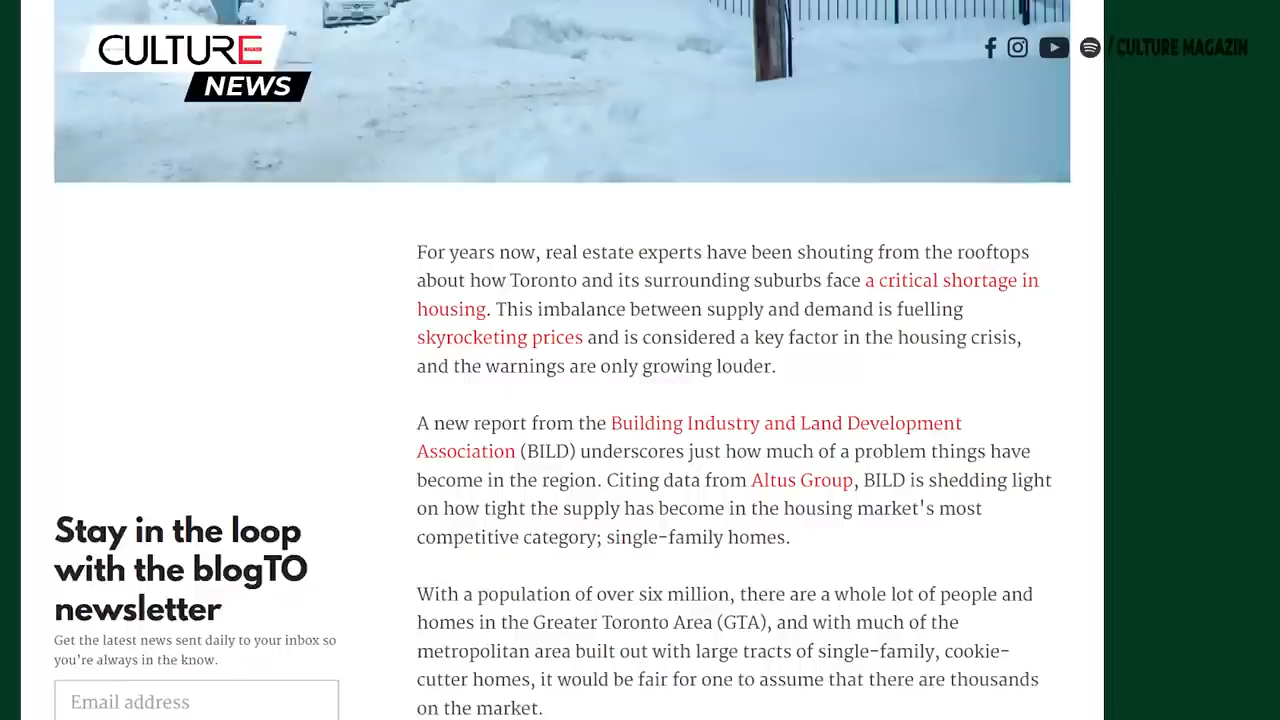 CULTURE
NEWS
/ CULTURE MAGAZIN
For years now, real estate experts have been shouting from the rooftops
about how Toronto and its surrounding suburbs face a critical shortage in
housing. This imbalance between supply and demand is fuelling
skyrocketing prices and is considered a key factor in the housing crisis,
and the warnings are only growing louder.
A new report from the Building Industry and Land Development
Association (BILD) underscores just how much of a problem things have
become in the region. Citing data from Altus Group, BILD is shedding light
on how tight the supply has become in the housing market's most
competitive category; single-family homes.
With a population of over six million, there are a whole lot of people and
homes in the Greater Toronto Area (GTA), and with much of the
metropolitan area built out with large tracts of single-family, cookie-
cutter homes, it would be fair for one to assume that there are thousands
on the market.
Stay in the loop
with the blogTO
newsletter
Get the latest news sent daily to your inbox so
you're always in the know.
Email address